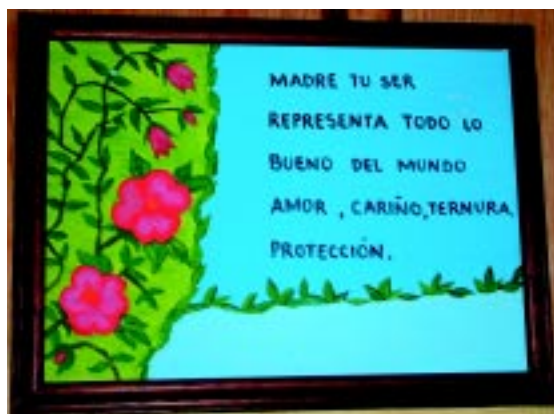 MADRE TU SER
REPRESENTA TODO LO
BUENO DEL MUNDO
AMOR, CARIÑO, TERNURA,
PROTECCIÓN.